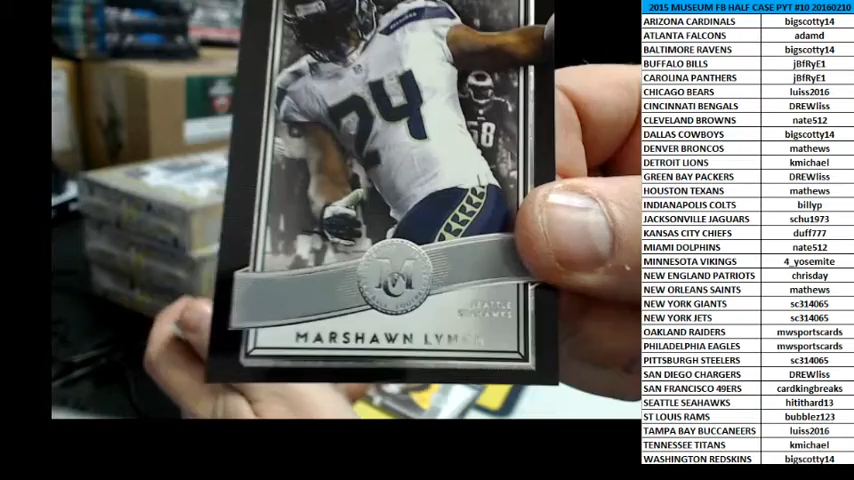 24
58
SEATTLE
SEAHAWKS
MARSHAWN LYNCH
2015 MUSEUM FB HALF CASE PYT #10 20160210
ARIZONA CARDINALS bigscotty14
ATLANTA FALCONS adamd
BALTIMORE RAVENS bigscotty14
BUFFALO BILLS jBfRyE1
CAROLINA PANTHERS jBfRyE1
CHICAGO BEARS luiss2016
CINCINNATI BENGALS DREWliss
CLEVELAND BROWNS nate512
DALLAS COWBOYS bigscotty14
DENVER BRONCOS mathews
DETROIT LIONS kmichael
GREEN BAY PACKERS DREWliss
HOUSTON TEXANS mathews
INDIANAPOLIS COLTS billyp
JACKSONVILLE JAGUARS schu1973
KANSAS CITY CHIEFS duff777
MIAMI DOLPHINS nate512
MINNESOTA VIKINGS 4_yosemite
NEW ENGLAND PATRIOTS chrisday
NEW ORLEANS SAINTS mathews
NEW YORK GIANTS sc314065
NEW YORK JETS sc314065
OAKLAND RAIDERS mwsportscards
PHILADELPHIA EAGLES mwsportscards
PITTSBURGH STEELERS sc314065
SAN DIEGO CHARGERS DREWliss
SAN FRANCISCO 49ERS cardkingbreaks
SEATTLE SEAHAWKS hitithard13
ST LOUIS RAMS bubblez123
TAMPA BAY BUCCANEERS luiss2016
TENNESSEE TITANS kmichael
WASHINGTON REDSKINS bigscotty14